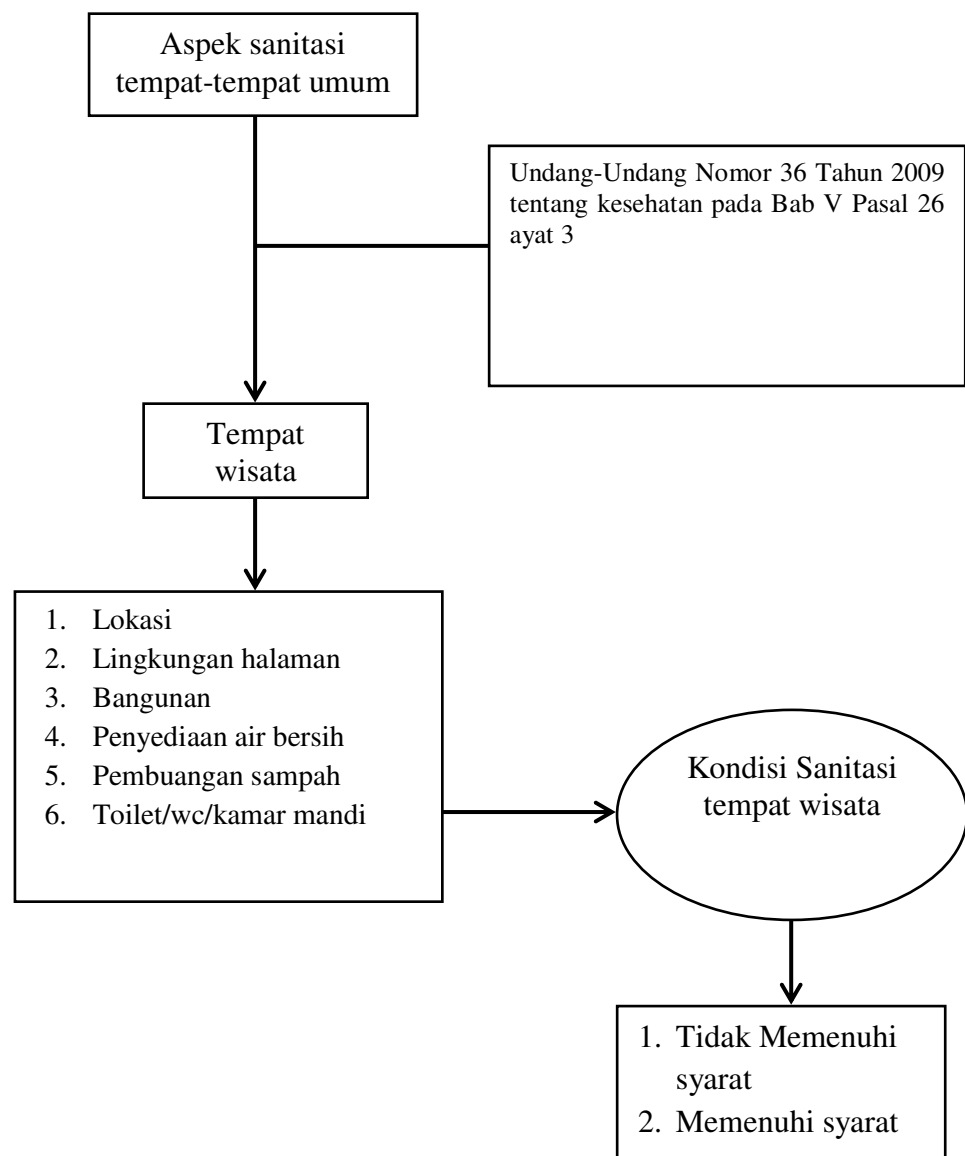 Aspek sanitasi
tempat-tempat umum
Undang-Undang Nomor 36 Tahun 2009
tentang kesehatan pada Bab V Pasal 26
ayat 3
Tempat
wisata
1. Lokasi
2. Lingkungan halaman
3. Bangunan
4. Penyediaan air bersih
5. Pembuangan sampah
6. Toilet/wc/kamar mandi
Kondisi Sanitasi
tempat wisata
1. Tidak Memenuhi
syarat
2. Memenuhi syarat